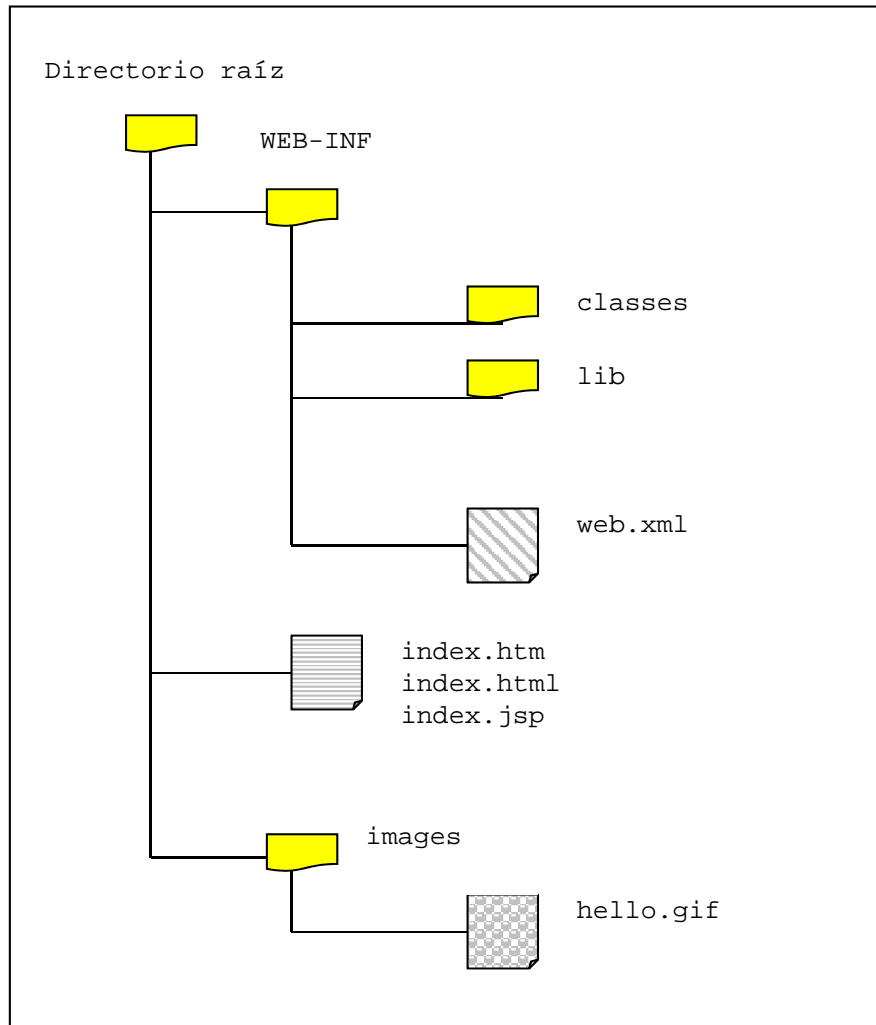 Directorio raíz
WEB-INF
classes
lib
web.xml
index.htm
index.html
index.jsp
images
hello.gif